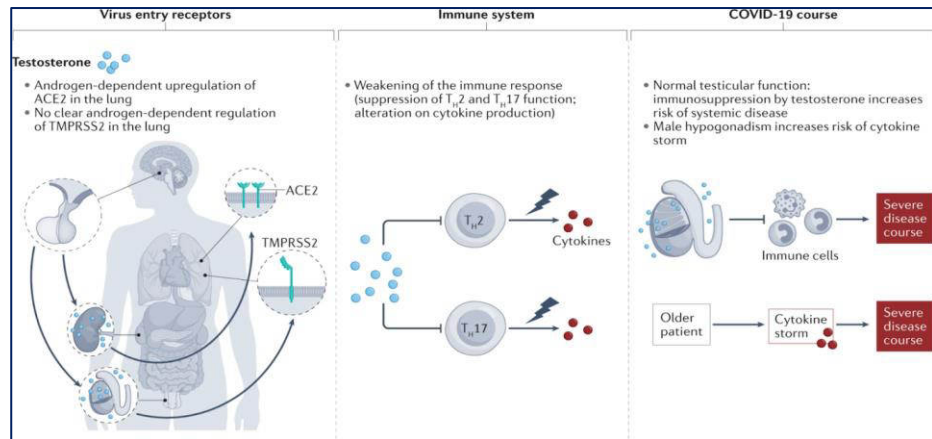 Virus entry receptors
Immune system
COVID-19 course
Testosterone
• Androgen-dependent upregulation of
ACE2 in the lung
• No clear androgen-dependent regulation
of TMPRSS2 in the lung
ACE2
TMPRSS2
• Weakening of the immune response
(suppression of TH2 and TH17 function;
alteration on cytokine production)
TH2
Cytokines
TH17
• Normal testicular function:
immunosuppression by testosterone increases
risk of systemic disease
• Male hypogonadism increases risk of cytokine
storm
Immune cells
Severe
disease
course
Older
patient
Cytokine
storm
Severe
disease
course